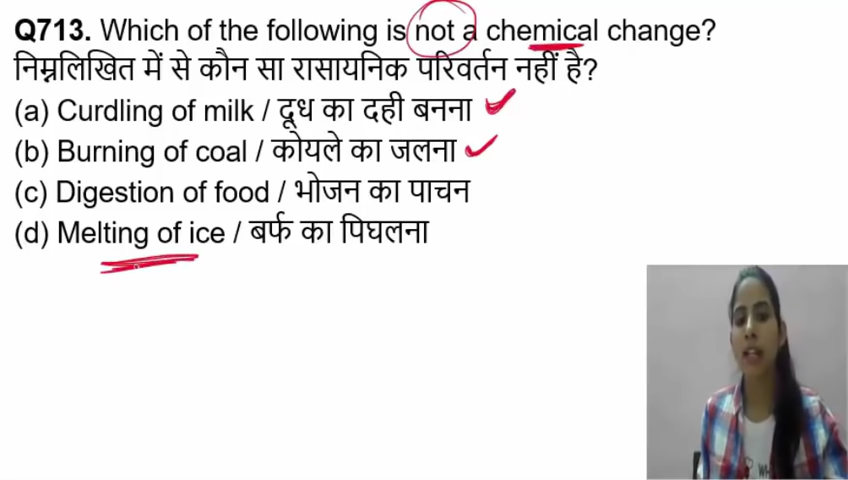 Q713. Which of the following is not a chemical change?
निम्नलिखित में से कौन सा रासायनिक परिवर्तन नहीं है?
(a) Curdling of milk / दूध का दही बनना
(b) Burning of coal / कोयले का जलना
(c) Digestion of food / भोजन का पाचन
(d) Melting of ice / बर्फ का पिघलना